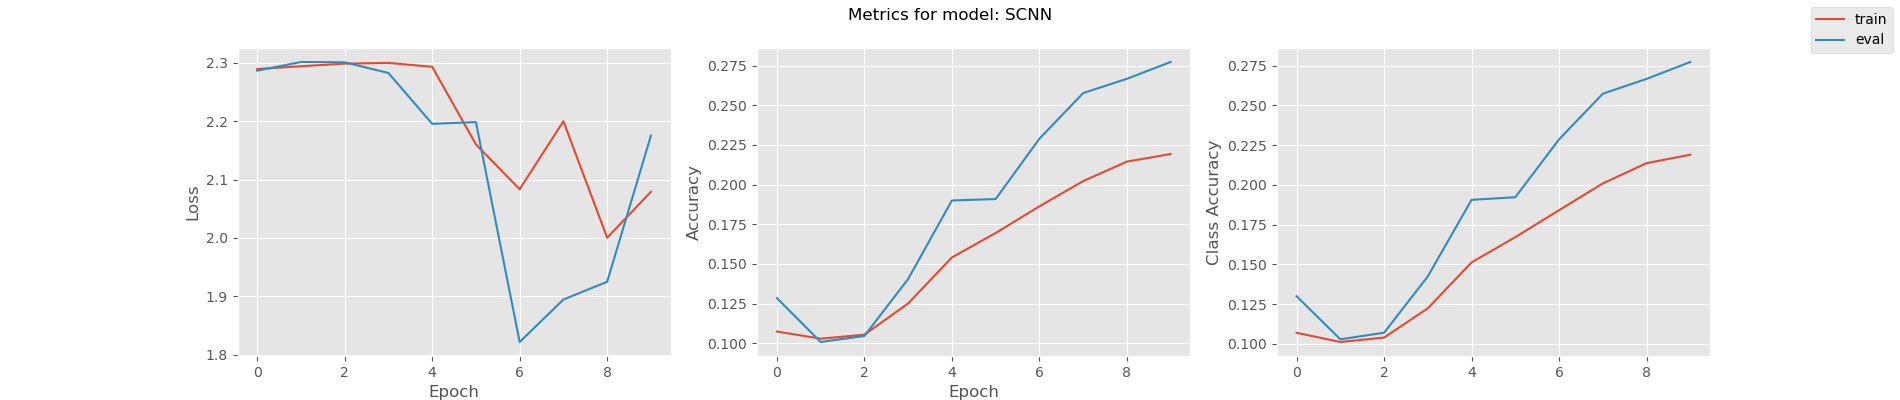 Metrics for model: SCNN
train
eval
Loss
2.3
2.2
2.1
2.0
1.9
1.8
0 2 4 6 8
Epoch
Accuracy
0.275
0.250
0.225
0.200
0.175
0.150
0.125
0.100
0 2 4 6 8
Epoch
Class Accuracy
0.275
0.250
0.225
0.200
0.175
0.150
0.125
0.100
0 2 4 6 8